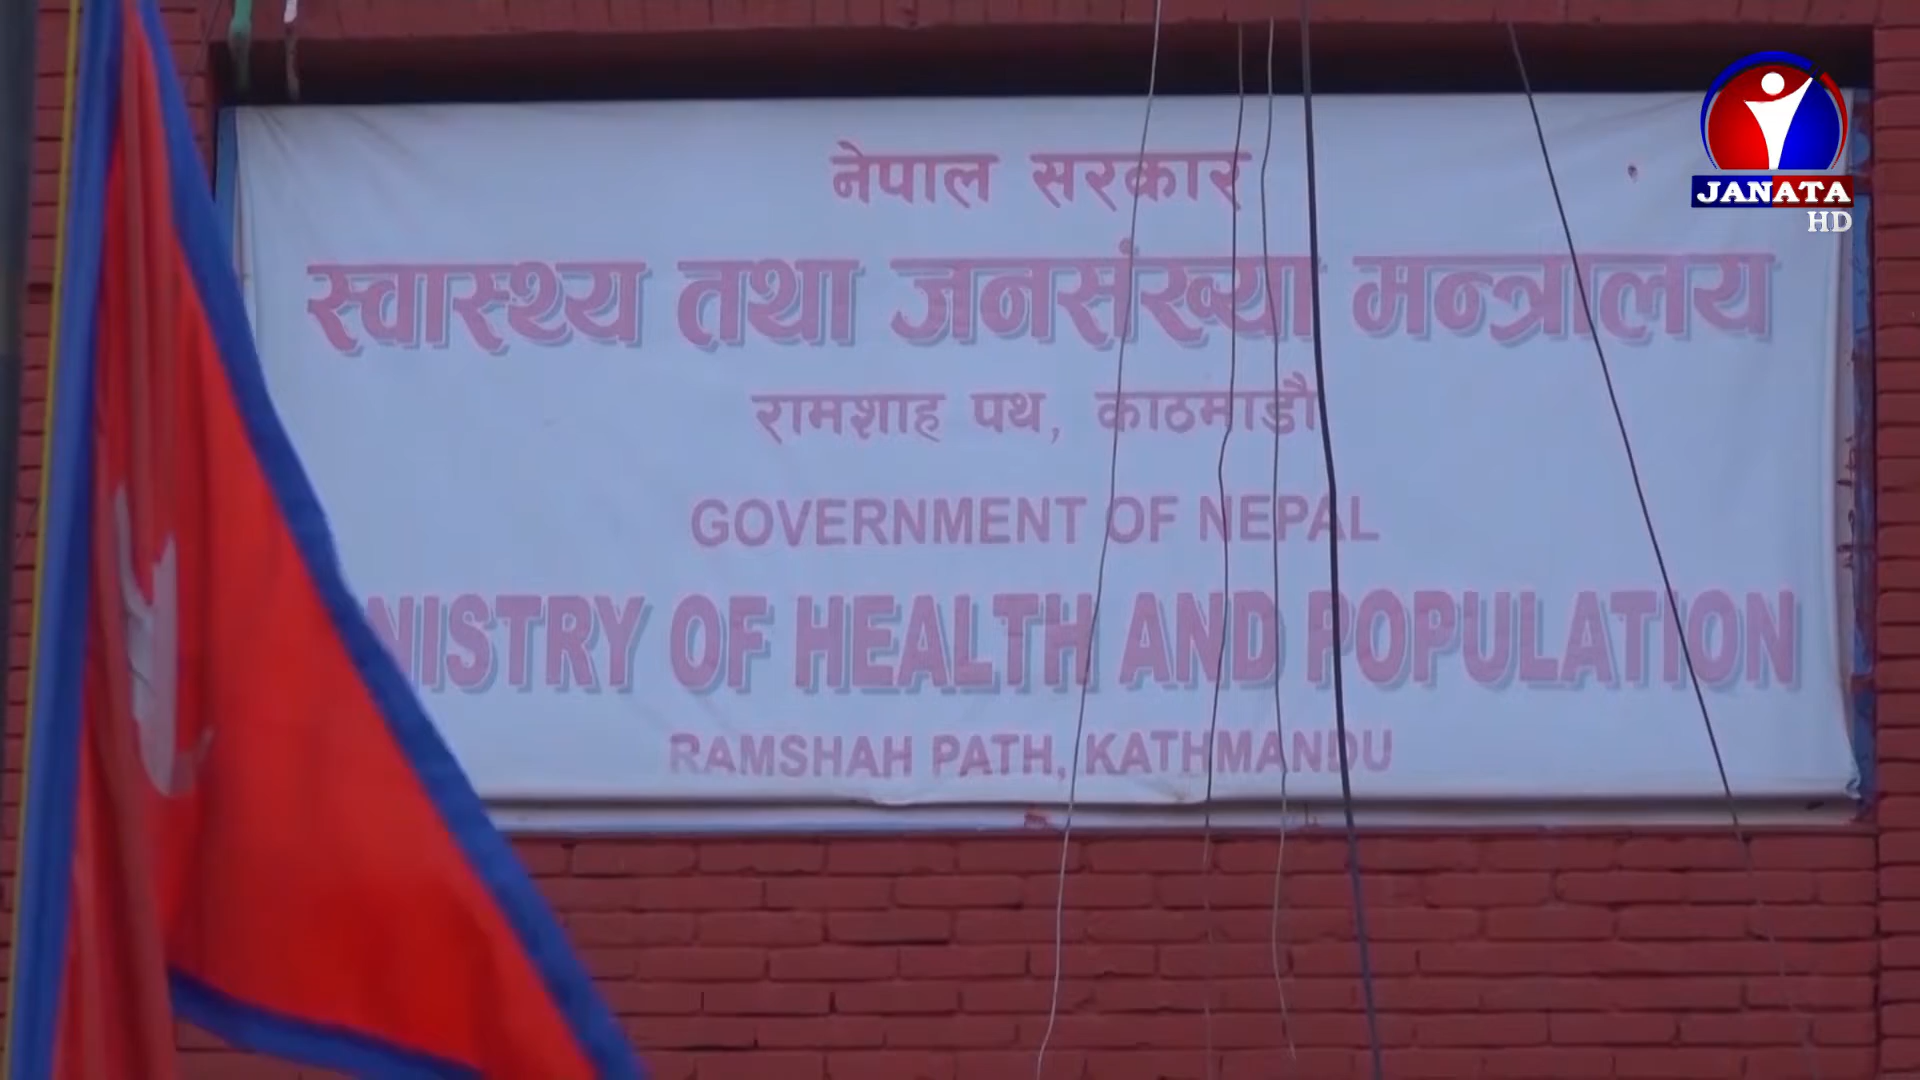 नेपाल सरकार
स्वास्थ्य तथा जनसंख्या मन्त्रालय
रामशाह पथ, काठमाडौ
GOVERNMENT OF NEPAL
NISTRY OF HEALTH AND POPULATION
RAMSHAH PATH, KATHMANDU
JANATA
HD